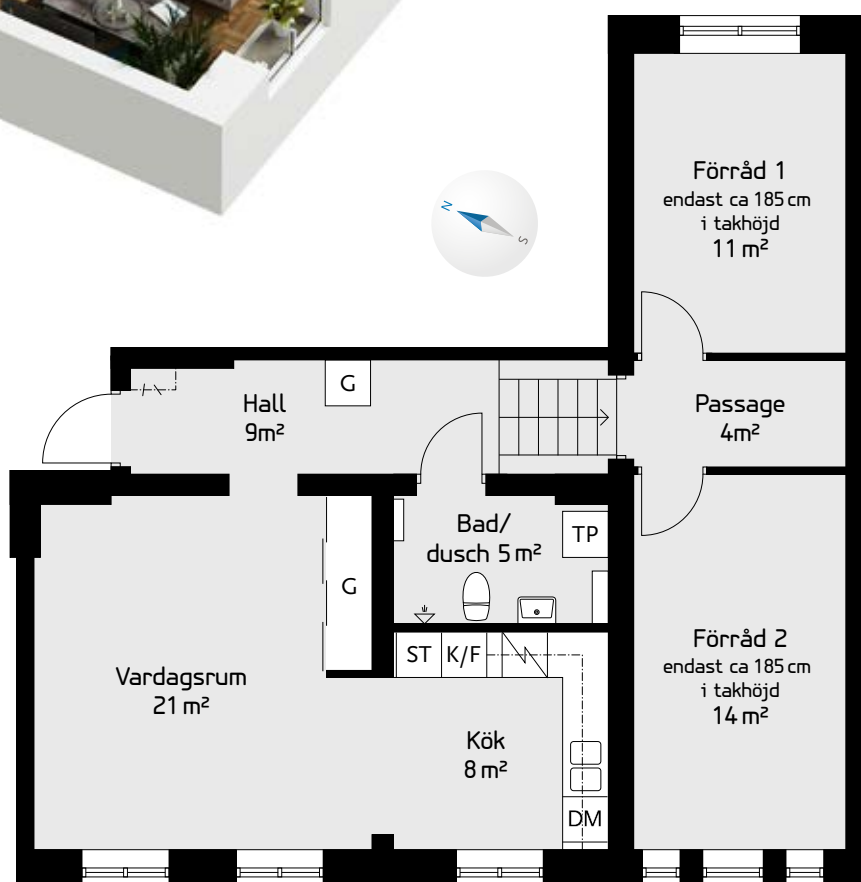 Förråd 1
endast ca 185 cm
i takhöjd
11 m²
N
S
G
Hall
9m²
Passage
4m²
Bad/
dusch 5 m²
TP
G
ST K/F
Förråd 2
endast ca 185 cm
i takhöjd
14 m²
Vardagsrum
21 m²
Kök
8 m²
DM